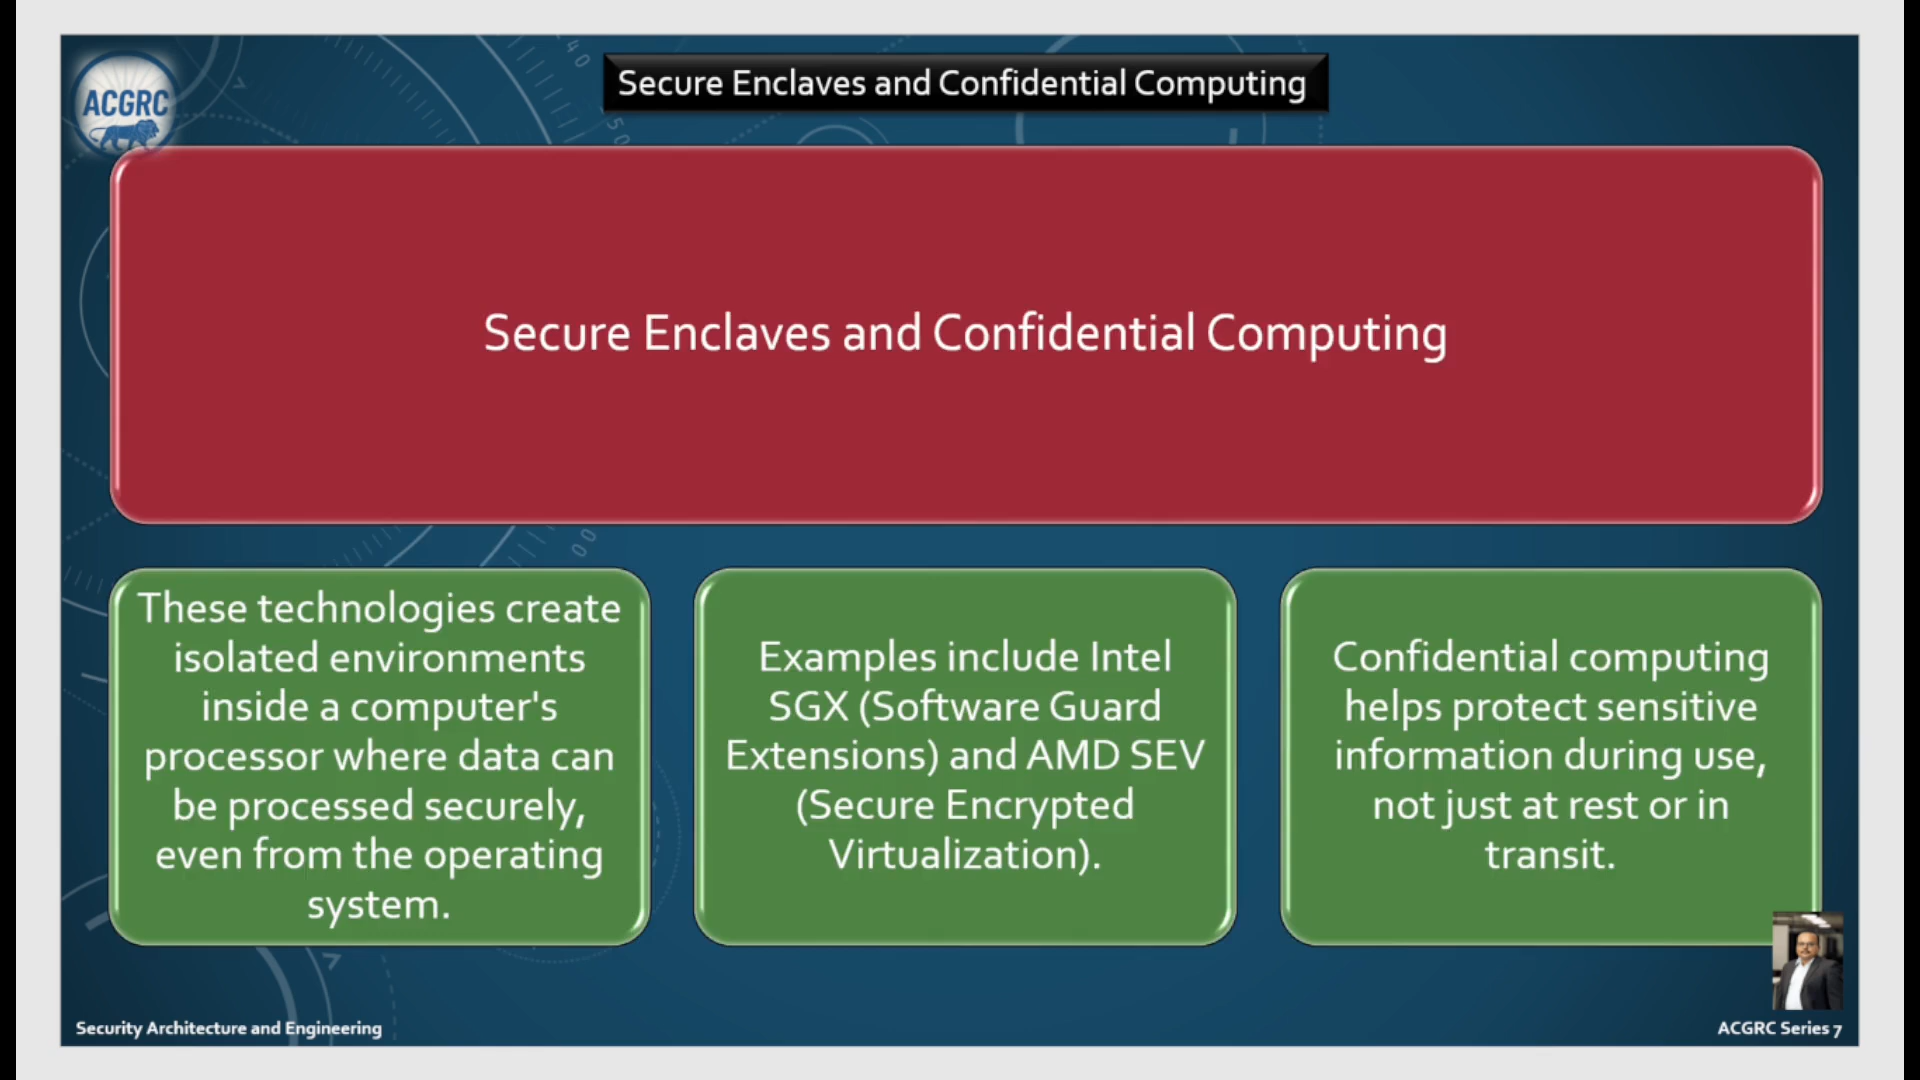 ACGRC
Secure Enclaves and Confidential Computing
Secure Enclaves and Confidential Computing
These technologies create
isolated environments
inside a computer's
processor where data can
be processed securely,
even from the operating
system.
Examples include Intel
SGX (Software Guard
Extensions) and AMD SEV
(Secure Encrypted
Virtualization).
Confidential computing
helps protect sensitive
information during use,
not just at rest or in
transit.
Security Architecture and Engineering
ACGRC Series 7